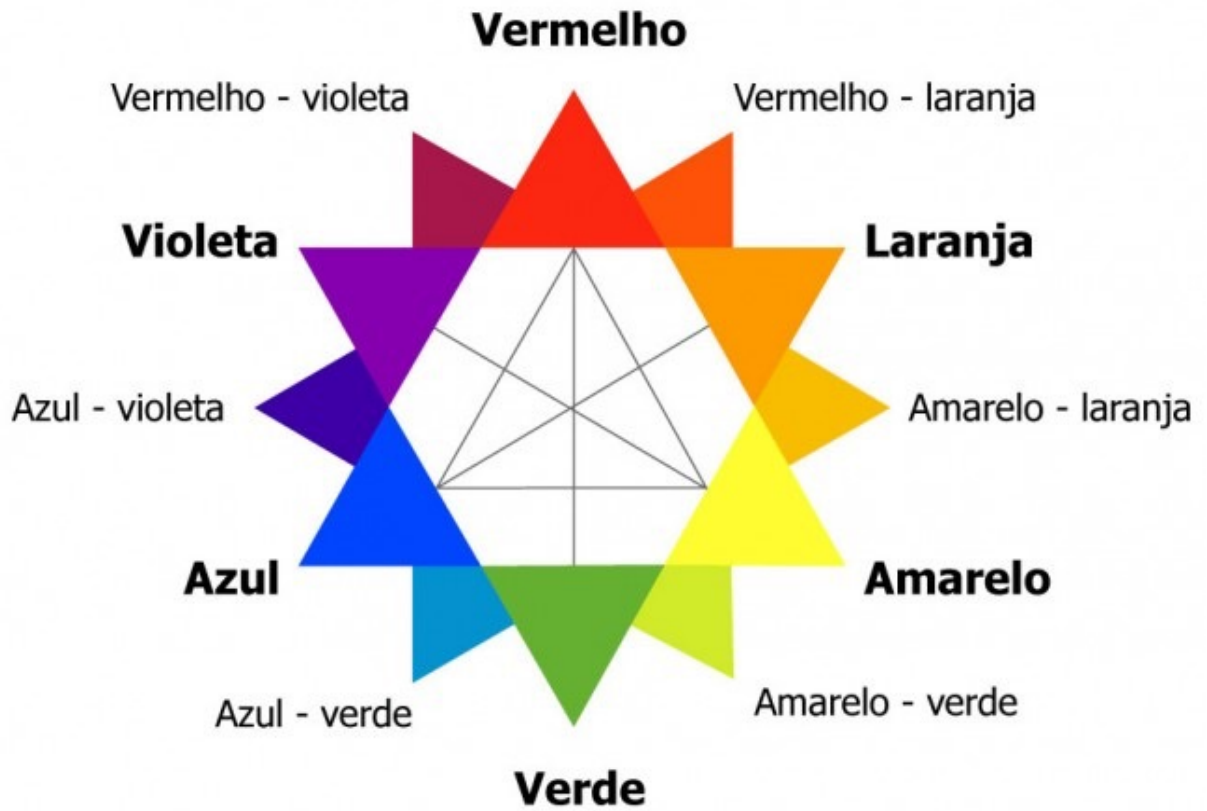 Vermelho
Vermelho - violeta
Vermelho - laranja
Violeta
Laranja
Azul - violeta
Amarelo - laranja
Azul
Amarelo
Azul - verde
Amarelo - verde
Verde